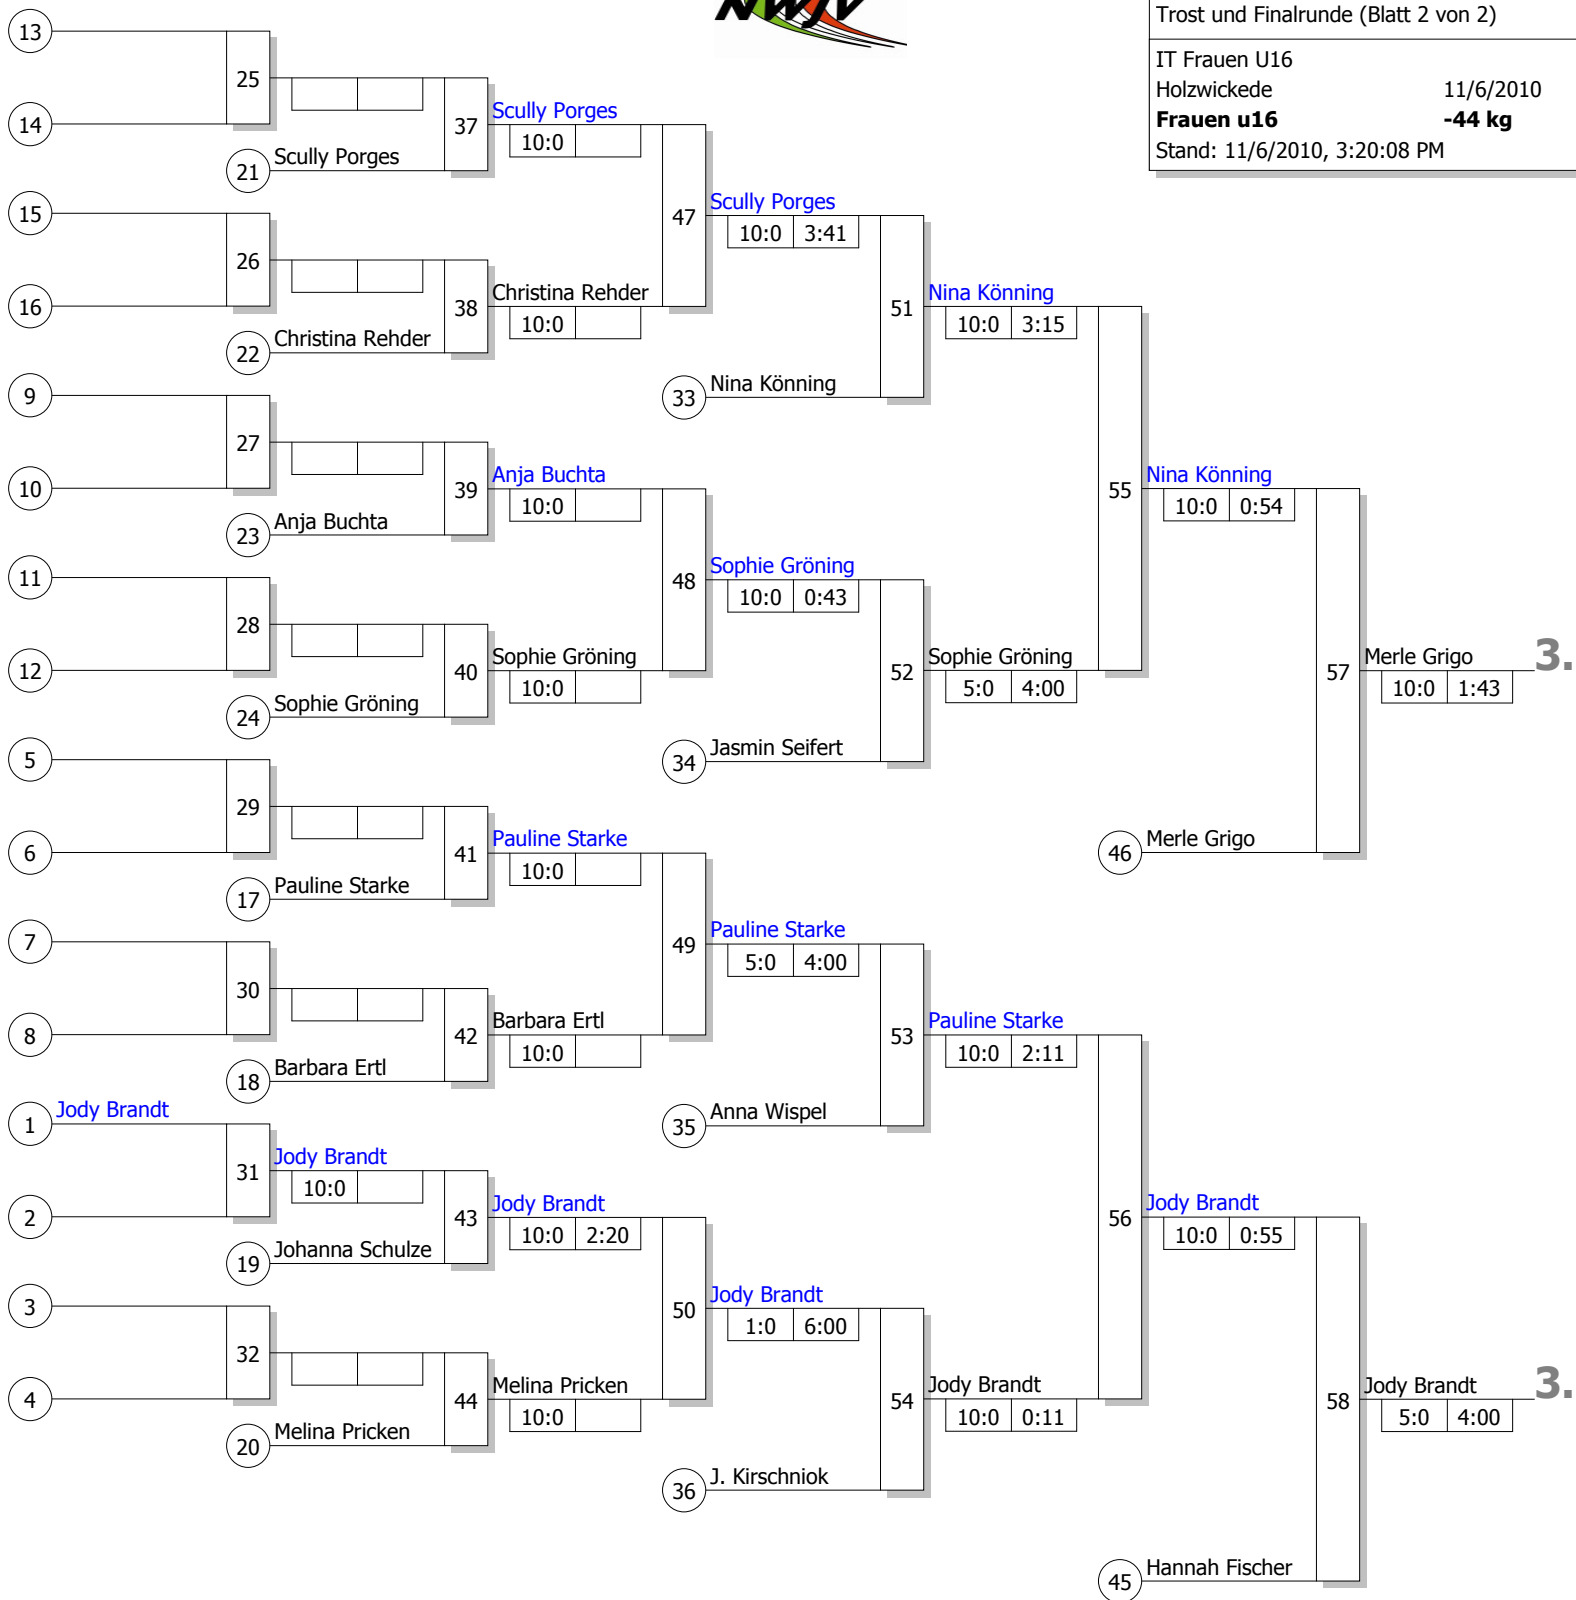 NWJV
Trost und Finalrunde (Blatt 2 von 2)
IT Frauen U16
Holzwickede 11/6/2010
Frauen u16 -44 kg
Stand: 11/6/2010, 3:20:08 PM
13
25
14
37
Scully Porges
10:0
21 Scully Porges
15
26
16
38
Christina Rehder
10:0
22 Christina Rehder
47
Scully Porges
10:0 3:41
51
Nina Könning
10:0 3:15
33 Nina Könning
9
27
10
39
Anja Buchta
10:0
23 Anja Buchta
11
28
12
40
Sophie Gröning
10:0
24 Sophie Gröning
48
Sophie Gröning
10:0 0:43
52
Sophie Gröning
5:0 4:00
34 Jasmin Seifert
55
Nina Könning
10:0 0:54
57
Merle Grigo
10:0 1:43
3.
46 Merle Grigo
5
29
6
41
Pauline Starke
10:0
17 Pauline Starke
7
30
8
42
Barbara Ertl
10:0
18 Barbara Ertl
49
Pauline Starke
5:0 4:00
53
Pauline Starke
10:0 2:11
35 Anna Wispel
1 Jody Brandt
31
2
Jody Brandt
10:0
43
Jody Brandt
10:0 2:20
19 Johanna Schulze
3
32
4
44
Melina Pricken
10:0
20 Melina Pricken
50
Jody Brandt
1:0 6:00
54
Jody Brandt
10:0 0:11
36 J. Kirschniok
56
Jody Brandt
10:0 0:55
58
Jody Brandt
5:0 4:00
3.
45 Hannah Fischer